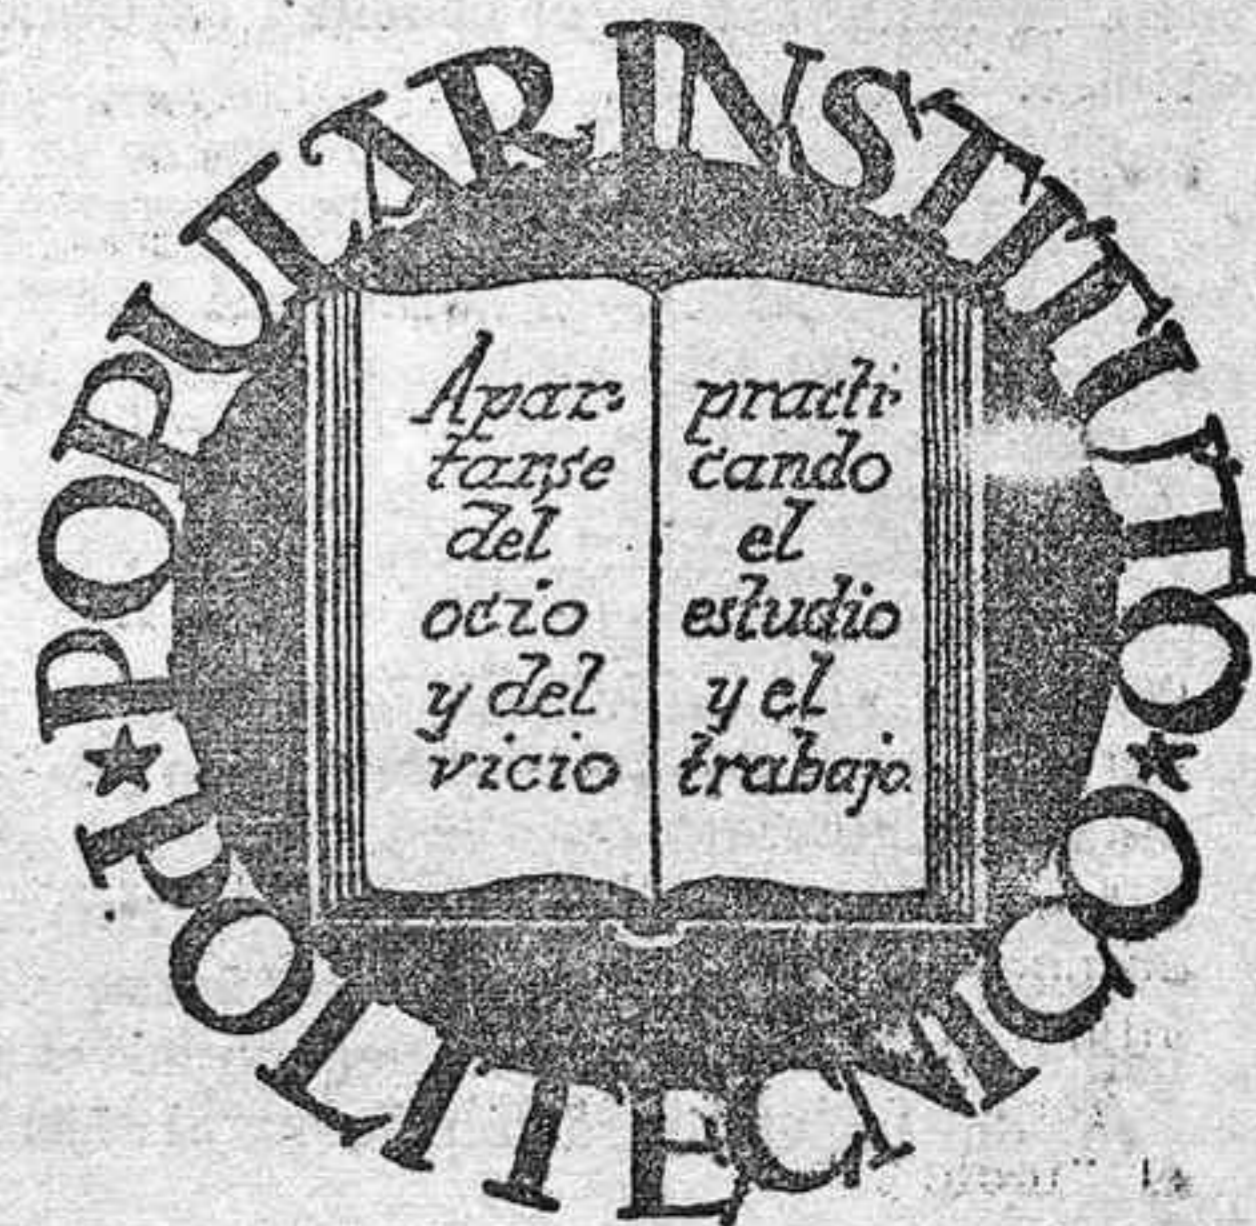 POPULAR INSTITUTO
POLITECNICO
Apar-
tarse
del
ocio
y del
vicio
practi-
cando
el
estudio
y el
trabajo.